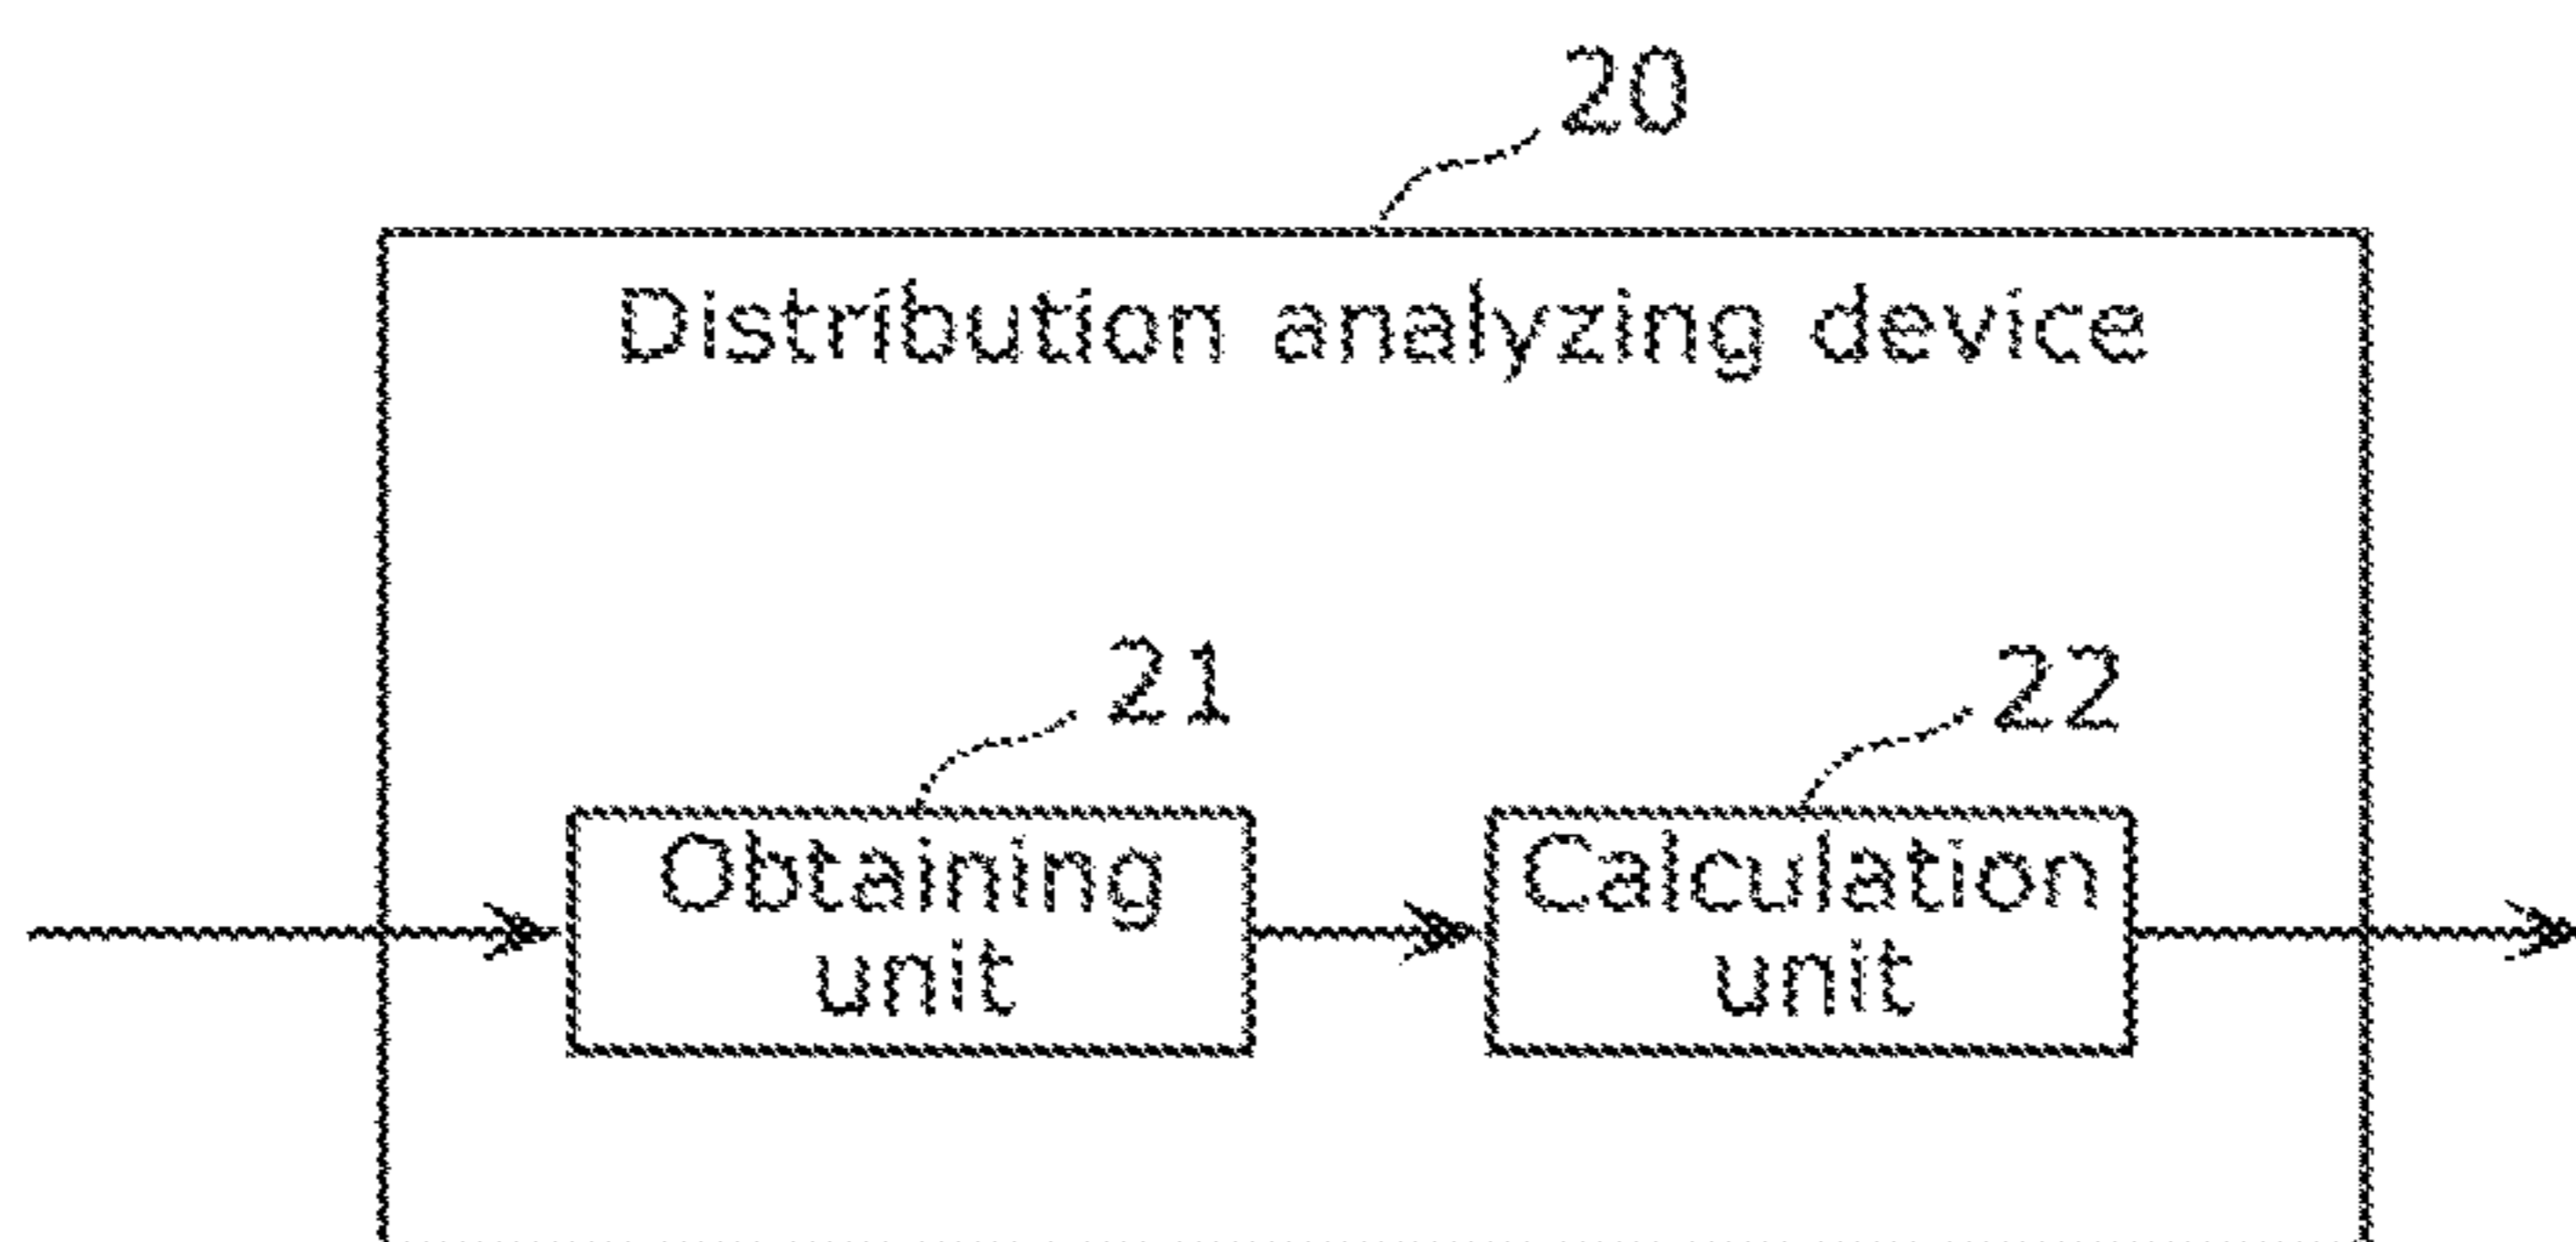 20
Distribution analyzing device
21
22
Obtaining
unit
Calculation
unit